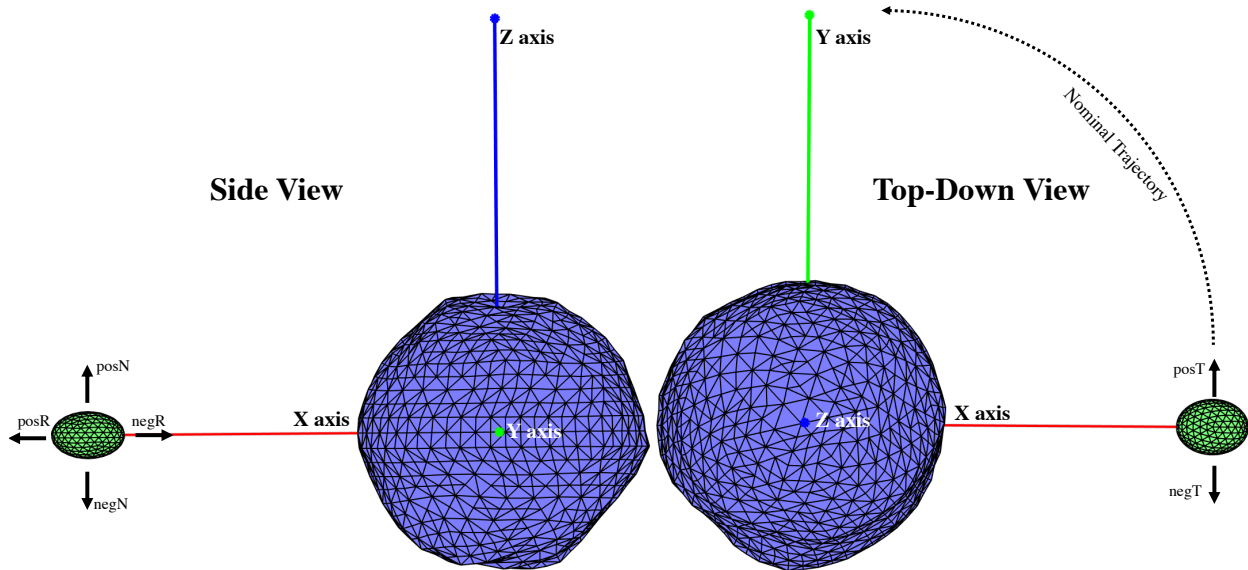 Z axis
Side View
posN
posR
negR
X axis
Y axis
negN
Y axis
Nominal Trajectory
Top-Down View
posT
X axis
Z axis
negT